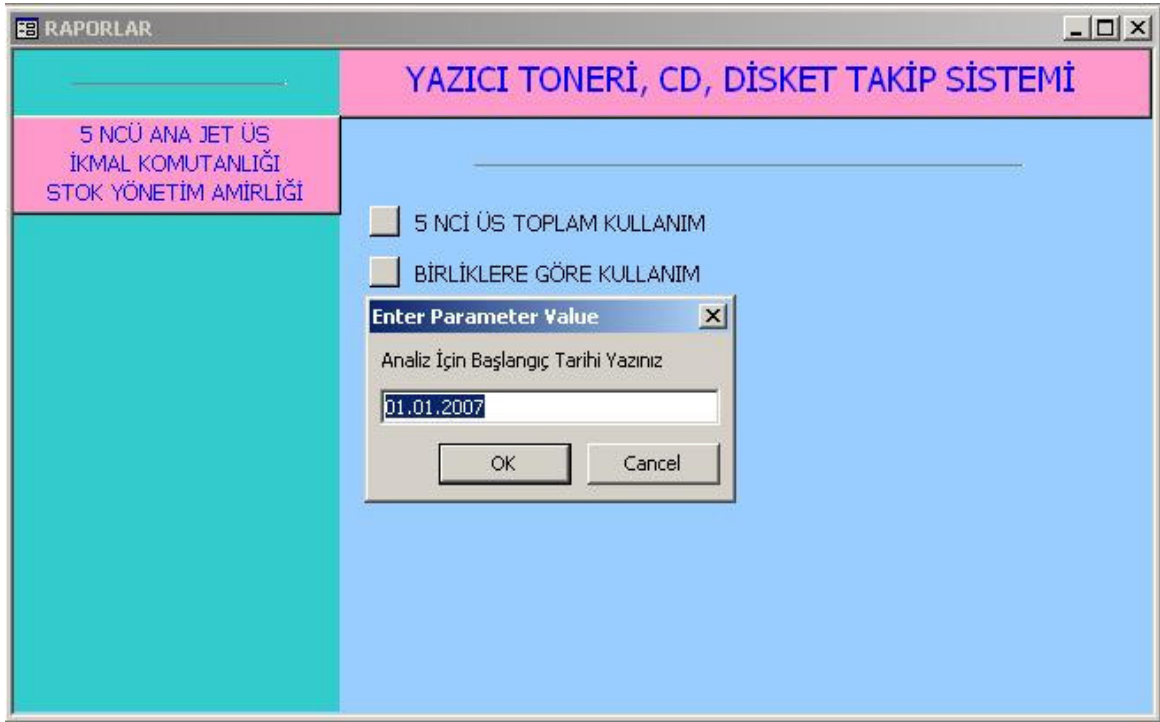 RAPORLAR
YAZICI TONERİ, CD, DİSKET TAKİP SİSTEMİ
5 NCÜ ANA JET ÜS
İKMAL KOMUTANLIĞI
STOK YÖNETİM AMİRLİĞİ
5 NCİ ÜS TOPLAM KULLANIM
BİRLİKLERE GÖRE KULLANIM
Enter Parameter Value
Analiz İçin Başlangıç Tarihi Yazınız
01.01.2007
OK Cancel